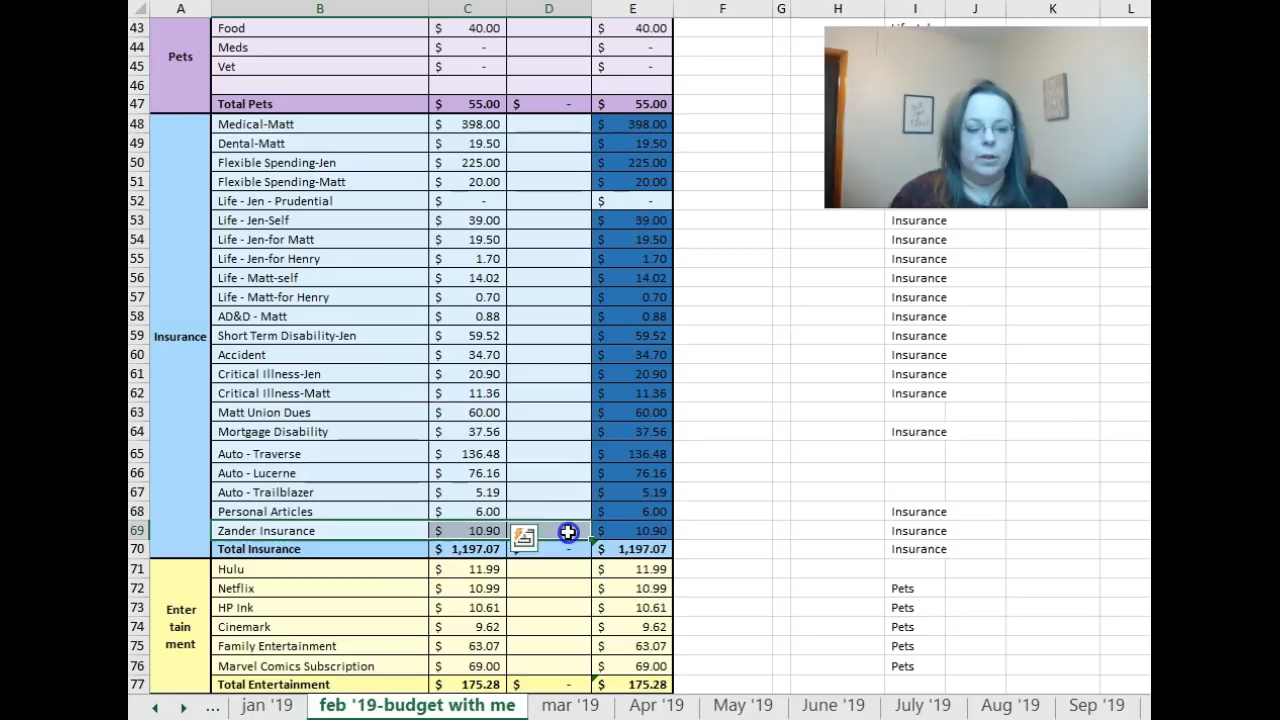 A B C D E F G H I J K L
43 Food $ 40.00 $ 40.00
44 Meds $ - $ -
Pets
45 Vet $ - $ -
46
47 Total Pets $ 55.00 $ - $ 55.00
48 Medical-Matt $ 398.00 $ 398.00
49 Dental-Matt $ 19.50 $ 19.50
50 Flexible Spending-Jen $ 225.00 $ 225.00
51 Flexible Spending-Matt $ 20.00 $ 20.00
52 Life - Jen - Prudential $ - $ -
53 Life - Jen-Self $ 39.00 $ 39.00 Insurance
54 Life - Jen-for Matt $ 19.50 $ 19.50 Insurance
55 Life - Jen-for Henry $ 1.70 $ 1.70 Insurance
56 Life - Matt-self $ 14.02 $ 14.02 Insurance
57 Life - Matt-for Henry $ 0.70 $ 0.70 Insurance
58 AD&D - Matt $ 0.88 $ 0.88 Insurance
59 Insurance Short Term Disability-Jen $ 59.52 $ 59.52 Insurance
60 Accident $ 34.70 $ 34.70 Insurance
61 Critical Illness-Jen $ 20.90 $ 20.90 Insurance
62 Critical Illness-Matt $ 11.36 $ 11.36 Insurance
63 Matt Union Dues $ 60.00 $ 60.00
64 Mortgage Disability $ 37.56 $ 37.56 Insurance
65 Auto - Traverse $ 136.48 $ 136.48
66 Auto - Lucerne $ 76.16 $ 76.16
67 Auto - Trailblazer $ 5.19 $ 5.19
68 Personal Articles $ 6.00 $ 6.00 Insurance
69 Zander Insurance $ 10.90 $ 10.90 Insurance
70 Total Insurance $ 1,197.07 - $ 1,197.07 Insurance
71 Hulu $ 11.99 $ 11.99
72 Netflix $ 10.99 $ 10.99 Pets
73 Enter HP Ink $ 10.61 $ 10.61 Pets
74 tain Cinemark $ 9.62 $ 9.62 Pets
75 ment Family Entertainment $ 63.07 $ 63.07 Pets
76 Marvel Comics Subscription $ 69.00 $ 69.00 Pets
77 Total Entertainment $ 175.28 $ - $ 175.28
... jan '19 feb '19-budget with me mar '19 Apr '19 May '19 June '19 July '19 Aug '19 Sep '19